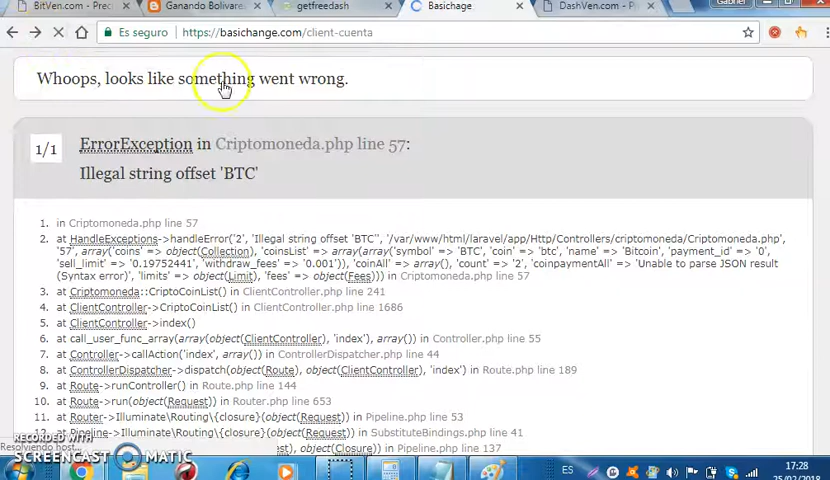 BitVen.com - Prec
Ganando Bolivare
getfreedash
Basichage
DashVen.com - P
Gabriel
Es seguro
https://basichange.com/client-cuenta
Whoops, looks like something went wrong.
1/1
ErrorException in Criptomoneda.php line 57:
Illegal string offset 'BTC'
1. in Criptomoneda.php line 57
2. at HandleExceptions->handleError('2', 'Illegal string offset 'BTC'', '/var/www/html/laravel/app/Http/Controllers/criptomoneda/Criptomoneda.php',
'57', array('coins' => object(Collection), 'coinsList' => array(array('symbol' => 'BTC', 'coin' => 'btc', 'name' => 'Bitcoin', 'payment_id' => '0',
'sell_limit' => '0.19752441', 'withdraw_fees' => '0.001')), 'coinAll' => array(), 'count' => '2', 'coinpaymentAll' => 'Unable to parse JSON result
(Syntax error)', 'limits' => object(Limit), 'fees' => object(Fees))) in Criptomoneda.php line 57
3. at Criptomoneda::CriptoCoinList() in ClientController.php line 241
4. at ClientController->CriptoCoinList() in ClientController.php line 1686
5. at ClientController->index()
6. at call_user_func_array(array(object(ClientController), 'index'), array()) in Controller.php line 55
7. at Controller->callAction('index', array()) in ControllerDispatcher.php line 44
8. at ControllerDispatcher->dispatch(object(Route), object(ClientController), 'index') in Route.php line 189
9. at Route->runController() in Route.php line 144
10. at Route->run(object(Request)) in Router.php line 653
11. at Router->Illuminate\Routing\{closure}(object(Request)) in Pipeline.php line 53
12. at Pipeline->Illuminate\Routing\{closure}(object(Request)) in SubstituteBindings.php line 41
st), object(Closure)) in Pipeline.php line 137
RECORDED WITH
Resolviendo host...
SCREENCAST MATIC
ES
17:28
25/02/2018